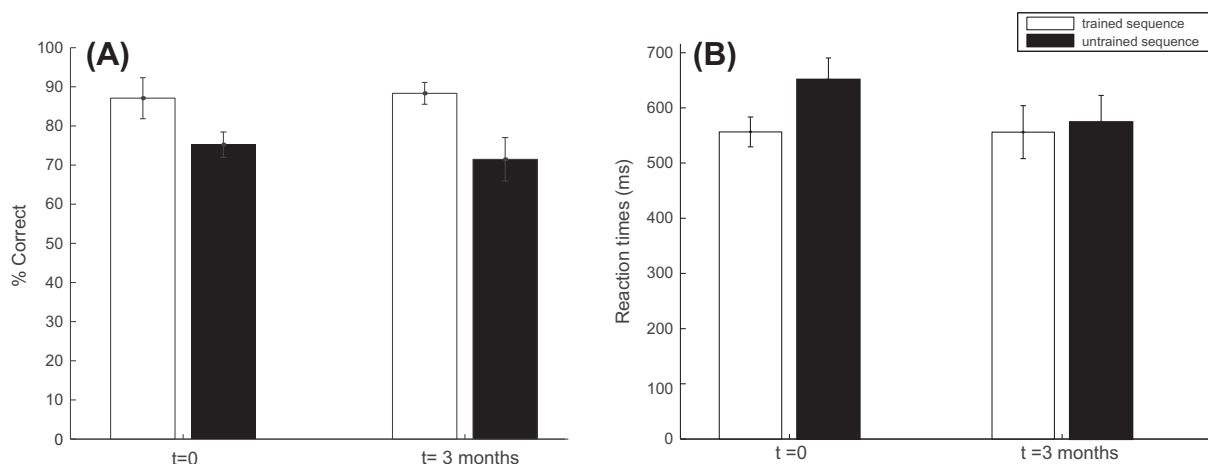 (A)
100
90
80
70
60
50
40
30
20
10
0
% Correct
t=0
t= 3 months
trained sequence
untrained sequence
(B)
700
600
500
400
300
200
100
0
Reaction times (ms)
t =0
t =3 months